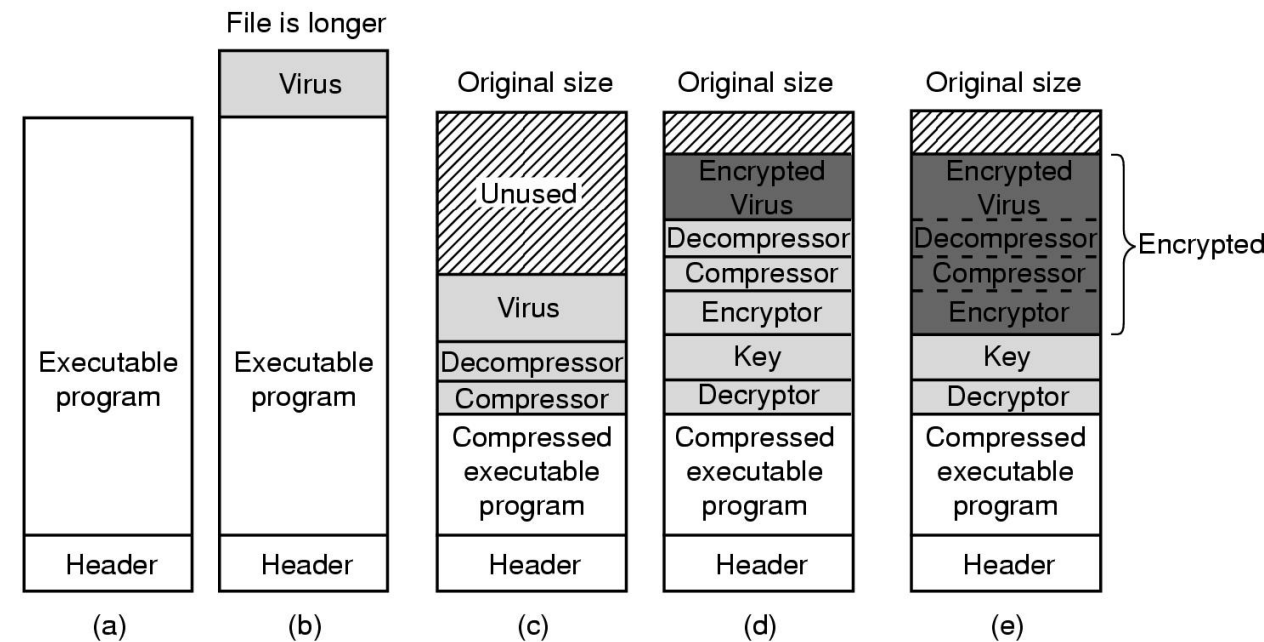 File is longer
Virus
Executable
program
Header
(a)
Executable
program
Header
(b)
Original size
Unused
Virus
Decompressor
Compressor
Compressed
executable
program
Header
(c)
Original size
Encrypted
Virus
Decompressor
Compressor
Encryptor
Key
Decryptor
Compressed
executable
program
Header
(d)
Original size
Encrypted
Virus
Decompressor
Compressor
Encryptor
Key
Decryptor
Compressed
executable
program
Header
(e)
Encrypted